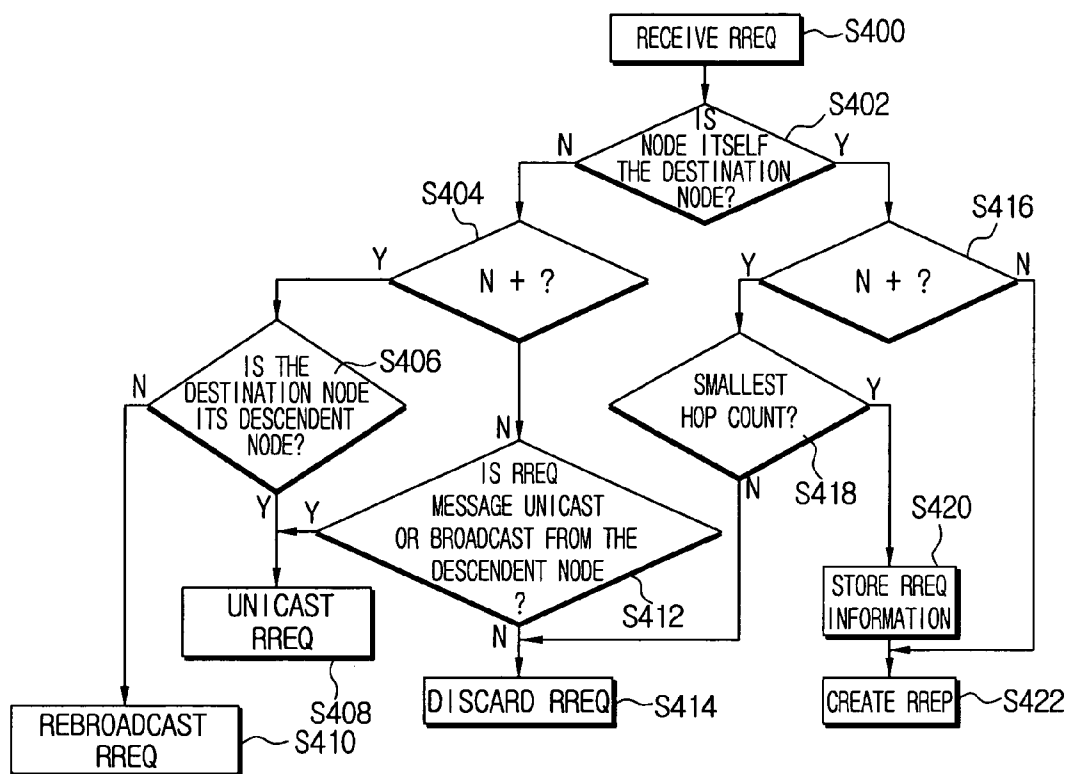 RECEIVE RREQ
S400
S402
IS
NODE ITSELF
THE DESTINATION
NODE?
N
Y
S404
S416
Y
N + ?
Y
N + ?
N
S406
IS THE
DESTINATION NODE
ITS DESCENDENT
NODE?
N
Y
SMALLEST
HOP COUNT?
Y
N
S418
N
IS RREQ
MESSAGE UNICAST
OR BROADCAST FROM THE
DESCENDENT NODE
?
Y
S412
N
S420
STORE RREQ
INFORMATION
UNICAST
RREQ
S408
DISCARD RREQ
S414
CREATE RREP
S422
REBROADCAST
RREQ
S410